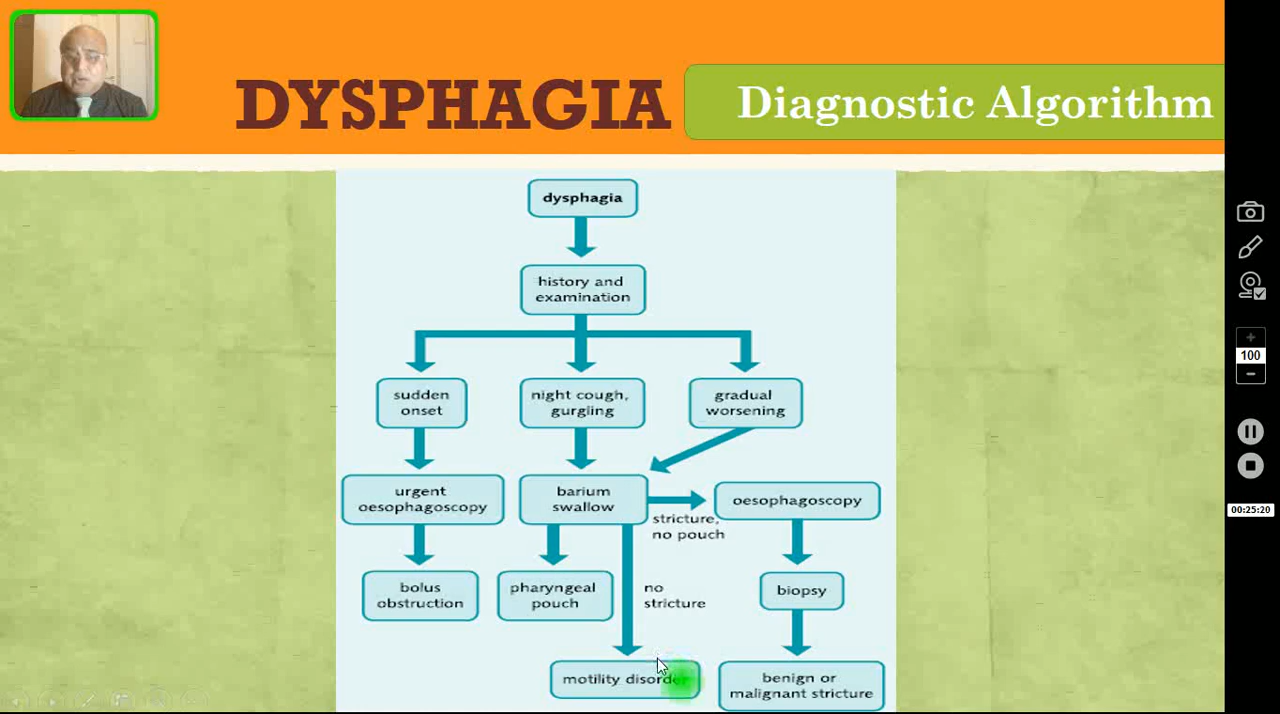 DYSPHAGIA
Diagnostic Algorithm
dysphagia
history and
examination
sudden
onset
night cough,
gurgling
gradual
worsening
urgent
oesophagoscopy
barium
swallow
stricture,
no pouch
oesophagoscopy
bolus
obstruction
pharyngeal
pouch
no
stricture
biopsy
motility disorder
benign or
malignant stricture
100
00:25:20